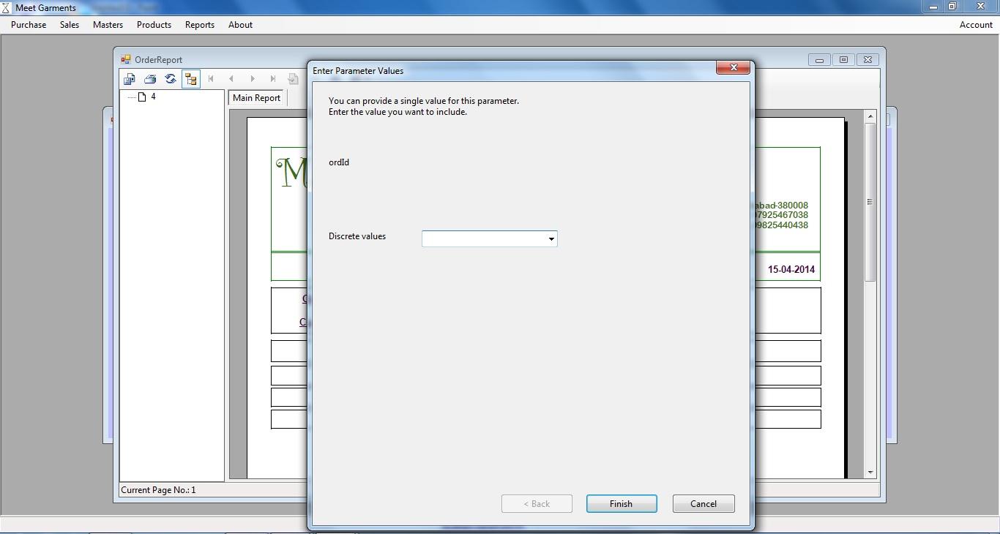 Meet Garments
Purchase Sales Masters Products Reports About Account
OrderReport
Enter Parameter Values
4
Main Report
You can provide a single value for this parameter.
Enter the value you want to include.
ordId
M
abad-380008
07925467038
09825440438
Discrete values
15-04-2014
C
C
Current Page No.: 1
< Back Finish Cancel